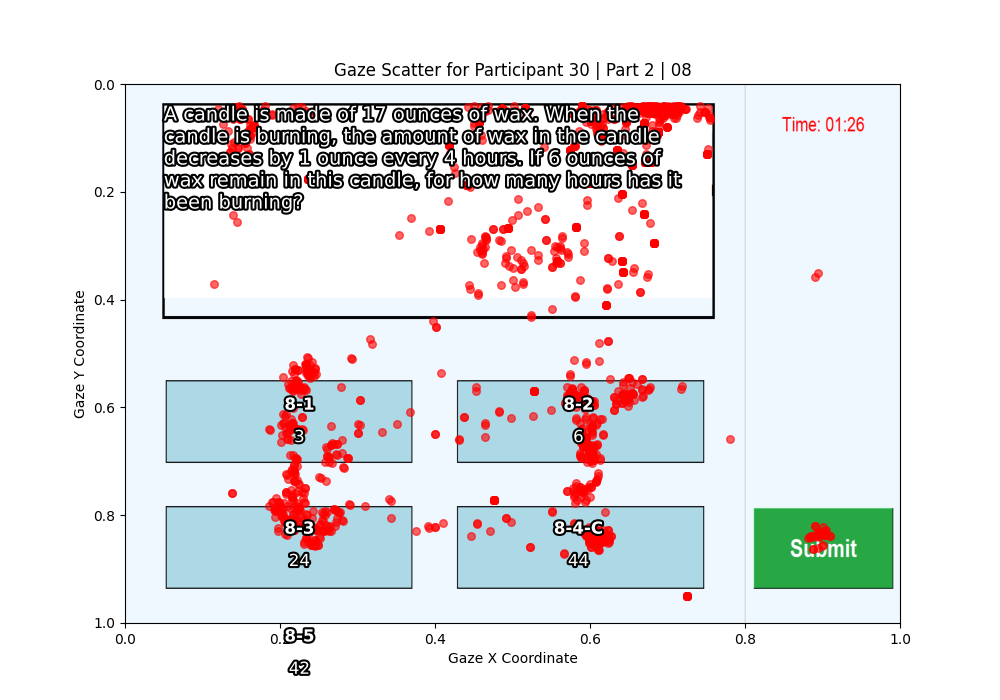 Gaze Scatter for Participant 30 | Part 2 | 08
0.0
A candle is made of 17 ounces of wax. When the
candle is burning, the amount of wax in the candle
decreases by 1 ounce every 4 hours. If 6 ounces of
wax remain in this candle, for how many hours has it
been burning?
Time: 01:26
0.2
0.4
Gaze Y Coordinate
0.6
8-1
3
8-2
6
0.8
8-3
24
8-4-C
44
Submit
1.0
0.0
0.2
0.4
0.6
0.8
1.0
8-5
42
Gaze X Coordinate